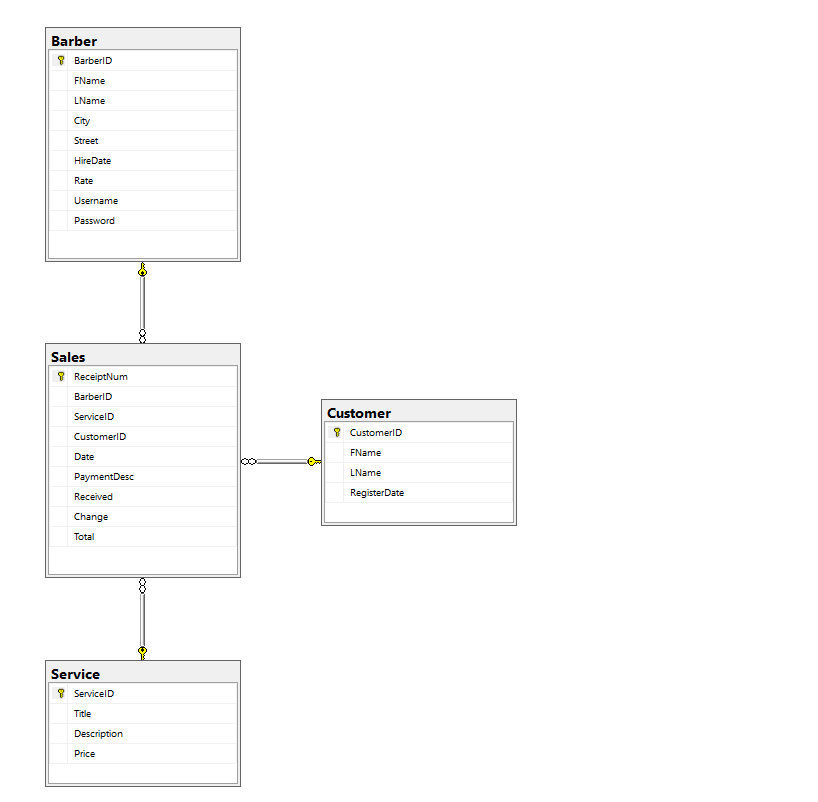 Barber
BarberID
FName
LName
City
Street
HireDate
Rate
Username
Password
Sales
ReceiptNum
BarberID
ServiceID
CustomerID
Date
PaymentDesc
Received
Change
Total
Customer
CustomerID
FName
LName
RegisterDate
Service
ServiceID
Title
Description
Price